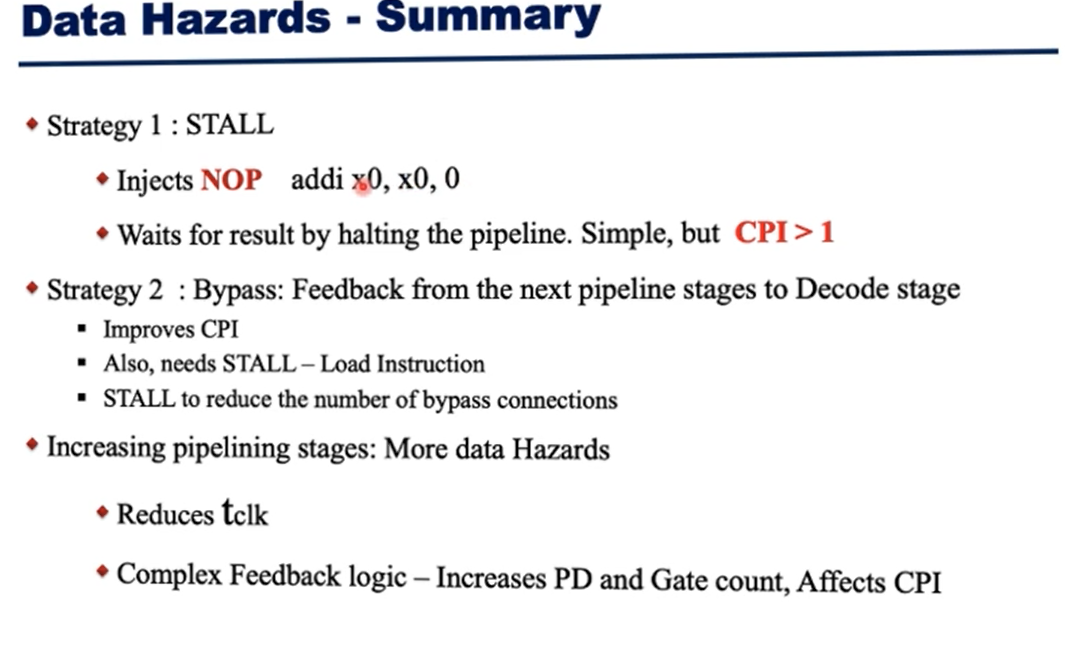 Data Hazards - Summary
Strategy 1 : STALL
Injects NOP addi x0, x0, 0
Waits for result by halting the pipeline. Simple, but CPI > 1
Strategy 2 : Bypass: Feedback from the next pipeline stages to Decode stage
Improves CPI
Also, needs STALL – Load Instruction
STALL to reduce the number of bypass connections
Increasing pipelining stages: More data Hazards
Reduces tclk
Complex Feedback logic – Increases PD and Gate count, Affects CPI